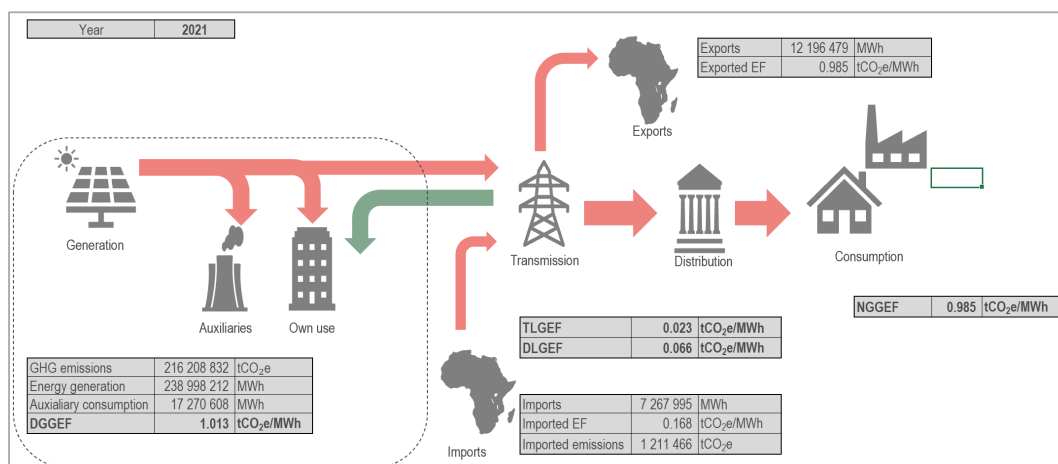 Year 2021
Exports 12 196 479 MWh
Exported EF 0.985 tCO₂e/MWh
Exports
Generation
Auxiliaries
Own use
Transmission
Distribution
Consumption
NGGEF 0.985 tCO₂e/MWh
TLGEF 0.023 tCO₂e/MWh
DLGEF 0.066 tCO₂e/MWh
GHG emissions 216 208 832 tCO₂e
Energy generation 238 998 212 MWh
Auxialiary consumption 17 270 608 MWh
DGGEF 1.013 tCO₂e/MWh
Imports 7 267 995 MWh
Imported EF 0.168 tCO₂e/MWh
Imported emissions 1 211 466 tCO₂e
Imports